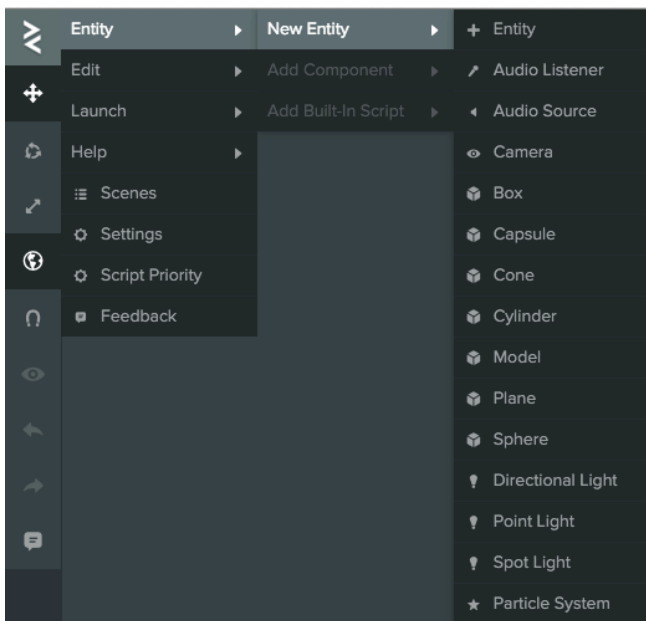 Entity
Edit
Launch
Help
Scenes
Settings
Script Priority
Feedback
New Entity
Add Component
Add Built-In Script
Entity
Audio Listener
Audio Source
Camera
Box
Capsule
Cone
Cylinder
Model
Plane
Sphere
Directional Light
Point Light
Spot Light
Particle System